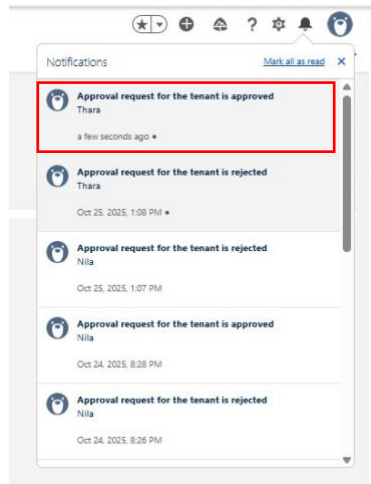 Notifications
Mark all as read
Approval request for the tenant is approved
Thara
a few seconds ago •
Approval request for the tenant is rejected
Thara
Oct 25, 2025, 1:08 PM •
Approval request for the tenant is rejected
Nila
Oct 25, 2025, 1:07 PM
Approval request for the tenant is approved
Nila
Oct 24, 2025, 8:28 PM
Approval request for the tenant is rejected
Nila
Oct 24, 2025, 8:26 PM